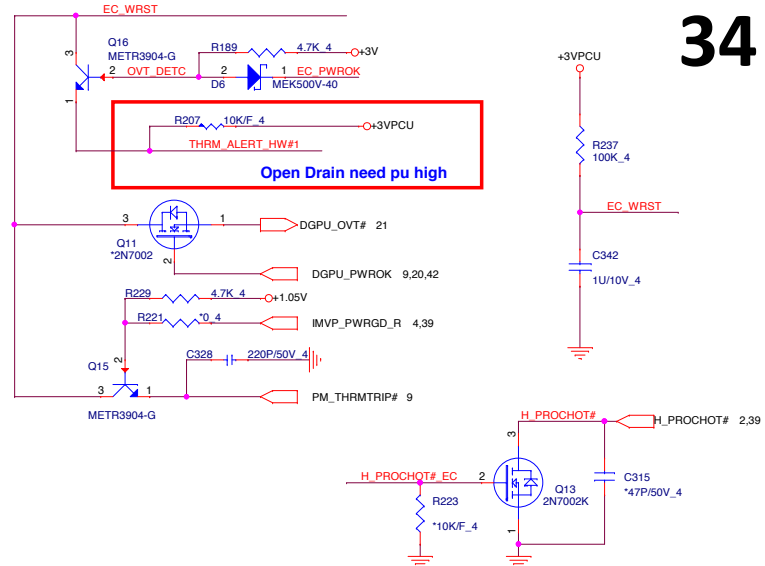 EC_WRST
34
3
Q16
METR3904-G
R189
4.7K_4
+3V
+3VPCU
2
OVT_DETC
2
1
EC_PWROK
D6
MEK500V-40
1
R207
10K/F_4
+3VPCU
THRM_ALERT_HW#1
Open Drain need pu high
R237
100K_4
EC_WRST
3
1
DGPU_OVT# 21
Q11
*2N7002
2
DGPU_PWROK 9,20,42
C342
1U/10V_4
R229
4.7K_4
+1.05V
R221
*0_4
IMVP_PWRGD_R 4,39
Q15
2
C328
220P/50V_4
3
1
PM_THRMTRIP# 9
METR3904-G
H_PROCHOT#
H_PROCHOT# 2,39
3
H_PROCHOT#_EC
2
Q13
2N7002K
C315
*47P/50V_4
R223
*10K/F_4
1